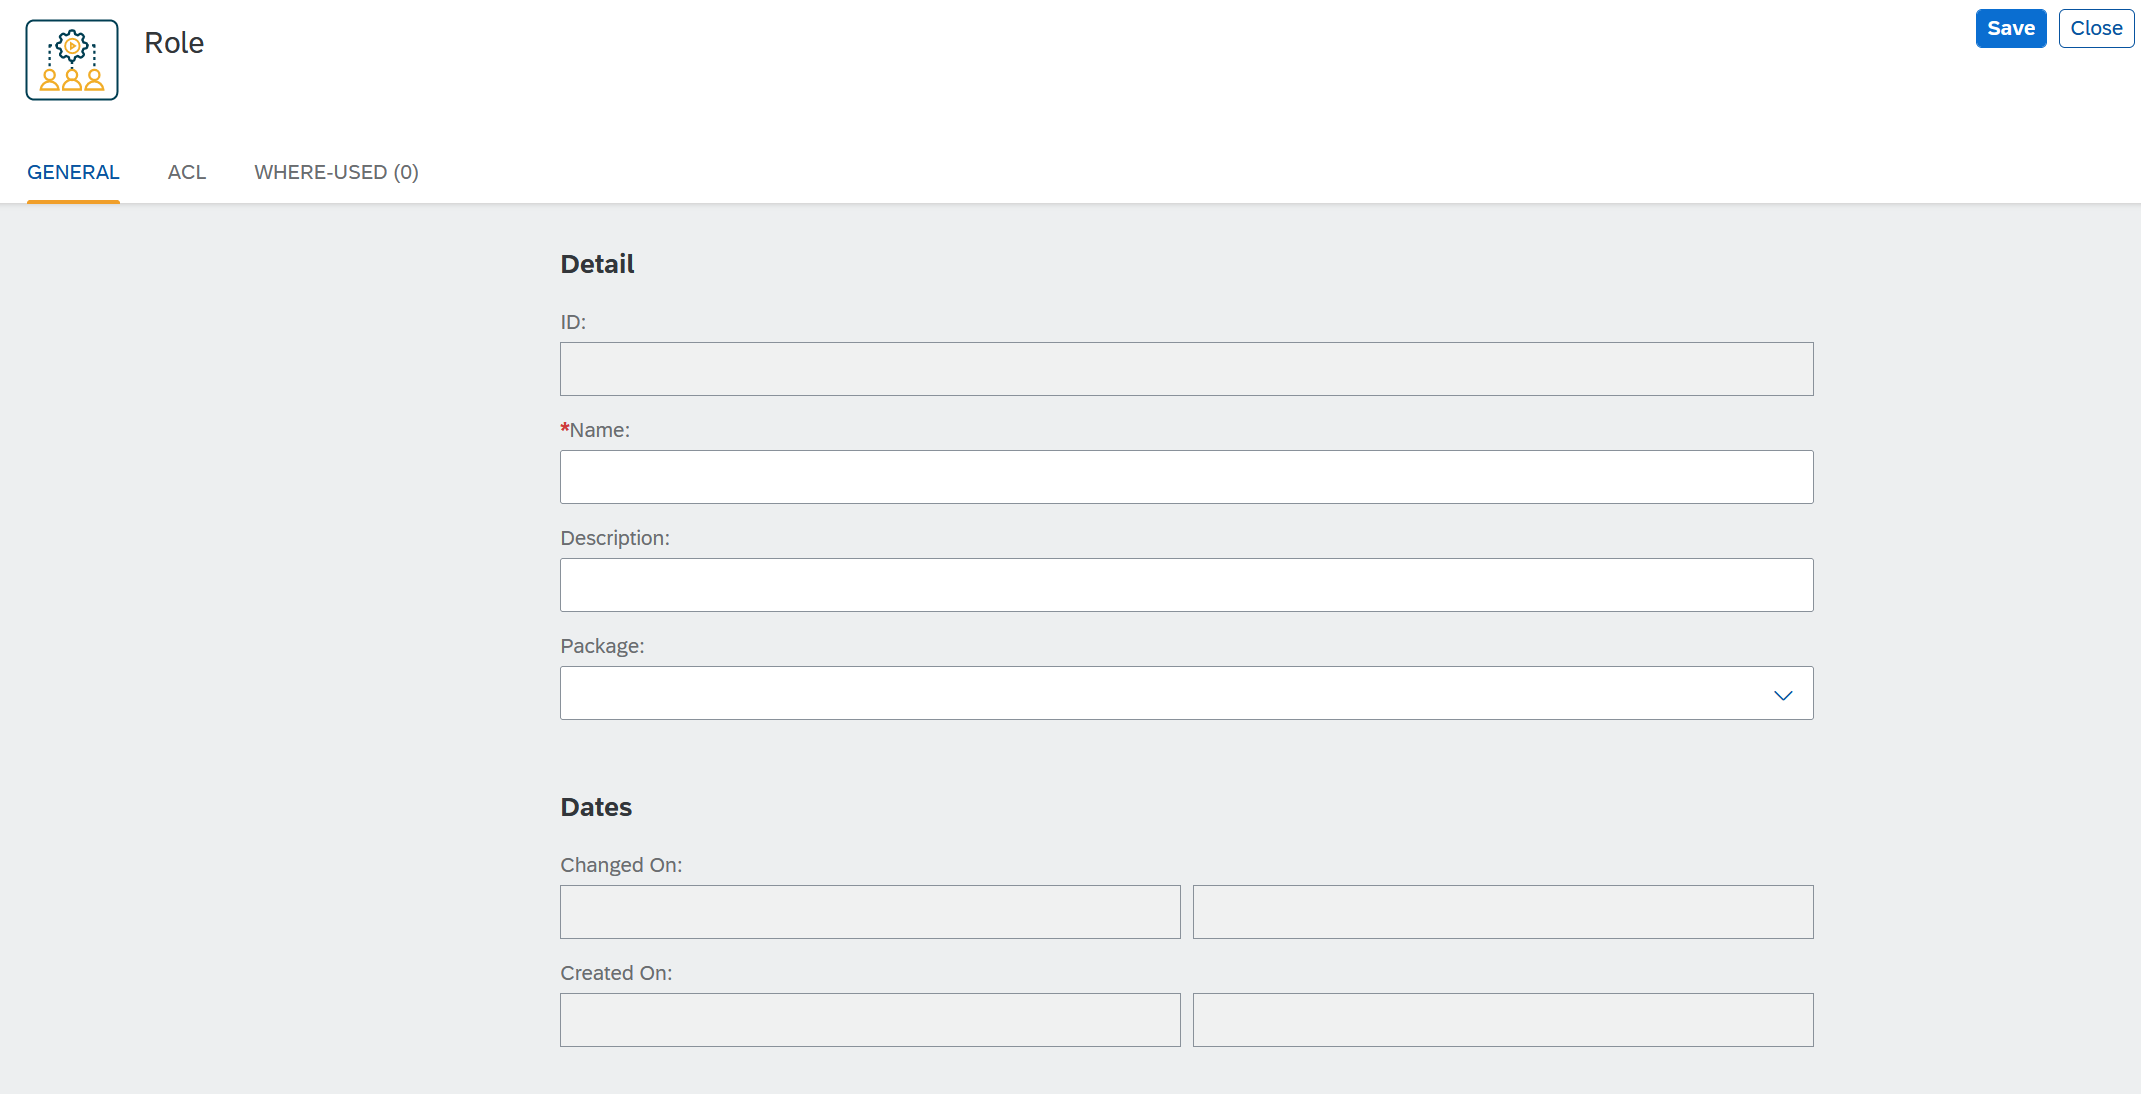 Role
Save
Close
GENERAL
ACL
WHERE-USED (0)
Detail
ID:
*Name:
Description:
Package:
Dates
Changed On:
Created On: